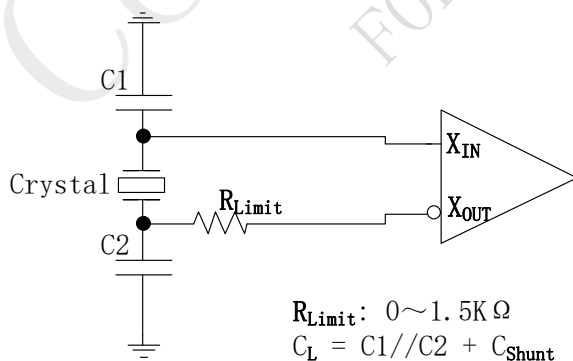 C1
X_IN
Crystal
R_Limit
X_OUT
C2
R_Limit: 0～1.5KΩ
C_L = C1//C2 + C_Shunt